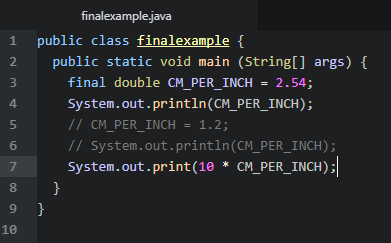 finalexample.java
1 public class finalexample {
2 public static void main (String[] args) {
3 final double CM_PER_INCH = 2.54;
4 System.out.println(CM_PER_INCH);
5 // CM_PER_INCH = 1.2;
6 // System.out.println(CM_PER_INCH);
7 System.out.print(10 * CM_PER_INCH);
8 }
9 }
10